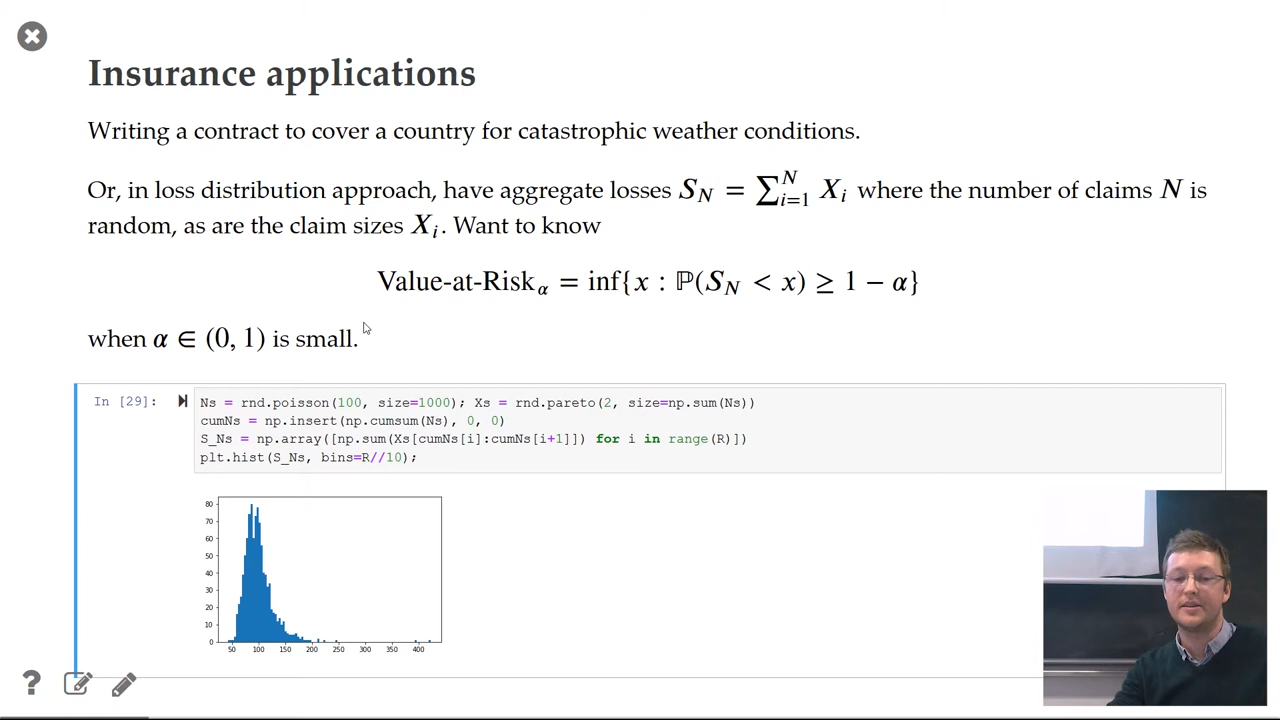 Insurance applications
Writing a contract to cover a country for catastrophic weather conditions.
Or, in loss distribution approach, have aggregate losses S_N = ∑_{i=1}^{N} X_i where the number of claims N is
random, as are the claim sizes X_i. Want to know
Value-at-Risk_α = inf{x : ℙ(S_N < x) ≥ 1 − α}
when α ∈ (0, 1) is small.
In [29]:
Ns = rnd.poisson(100, size=1000); Xs = rnd.pareto(2, size=np.sum(Ns))
cumNs = np.insert(np.cumsum(Ns), 0, 0)
S_Ns = np.array([np.sum(Xs[cumNs[i]:cumNs[i+1]]) for i in range(R)])
plt.hist(S_Ns, bins=R//10);
80
70
60
50
40
30
20
10
0
50 100 150 200 250 300 350 400
?